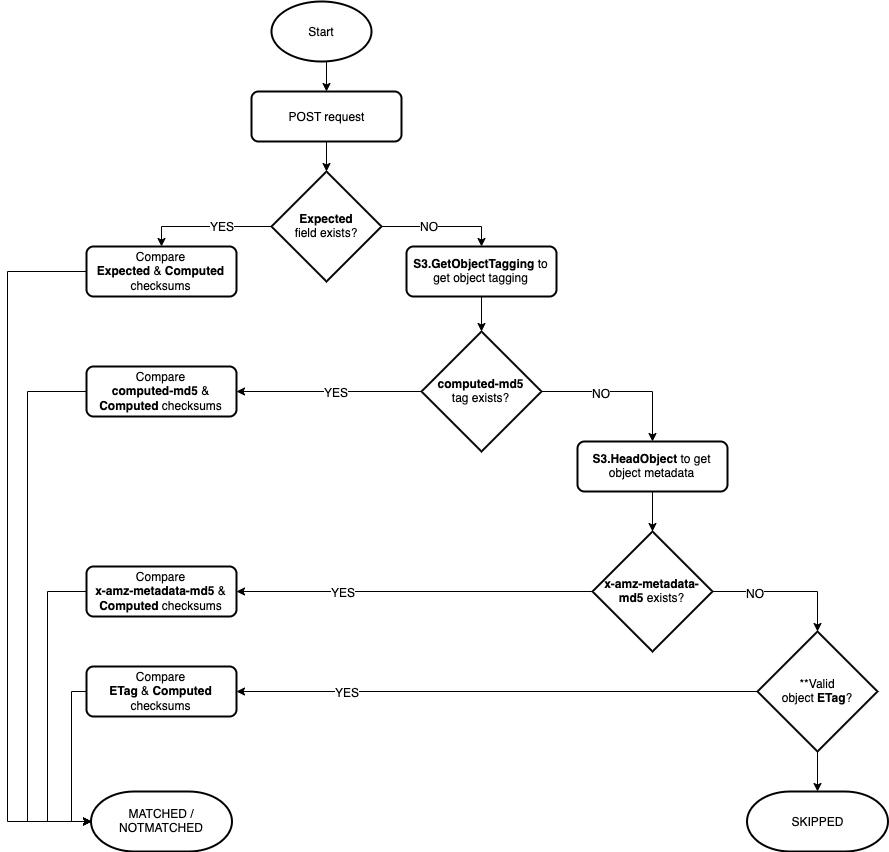 Start
POST request
Expected
field exists?
YES
NO
Compare
Expected & Computed
checksums
S3.GetObjectTagging to
get object tagging
computed-md5
tag exists?
YES
NO
Compare
computed-md5 &
Computed checksums
S3.HeadObject to get
object metadata
x-amz-metadata-
md5 exists?
YES
NO
Compare
x-amz-metadata-md5 &
Computed checksums
**Valid
object ETag?
YES
Compare
ETag & Computed
checksums
MATCHED /
NOTMATCHED
SKIPPED